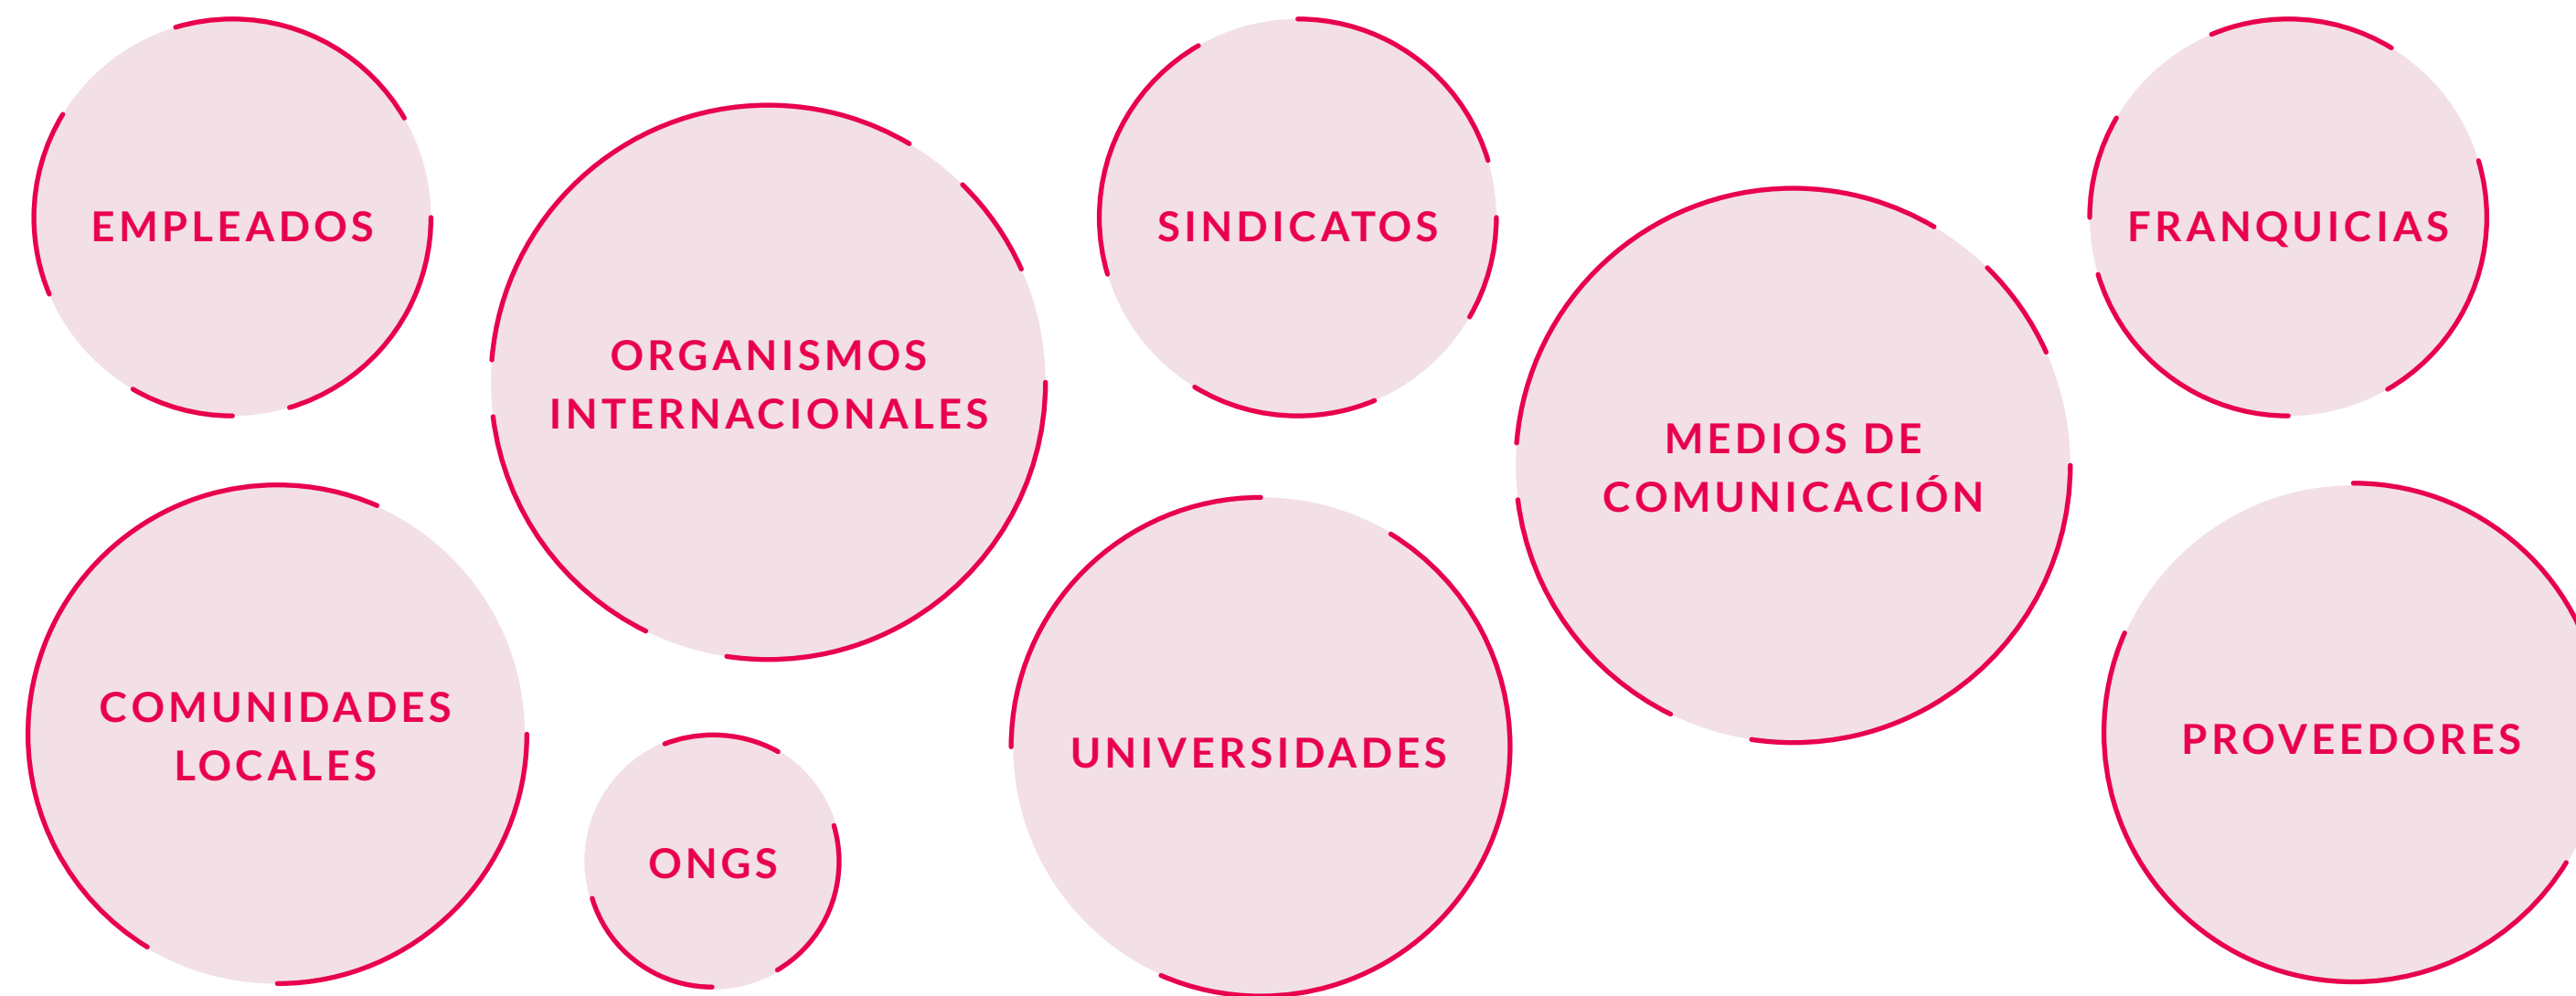 EMPLEADOS
ORGANISMOS
INTERNACIONALES
SINDICATOS
MEDIOS DE
COMUNICACIÓN
FRANQUICIAS
COMUNIDADES
LOCALES
ONGS
UNIVERSIDADES
PROVEEDORES